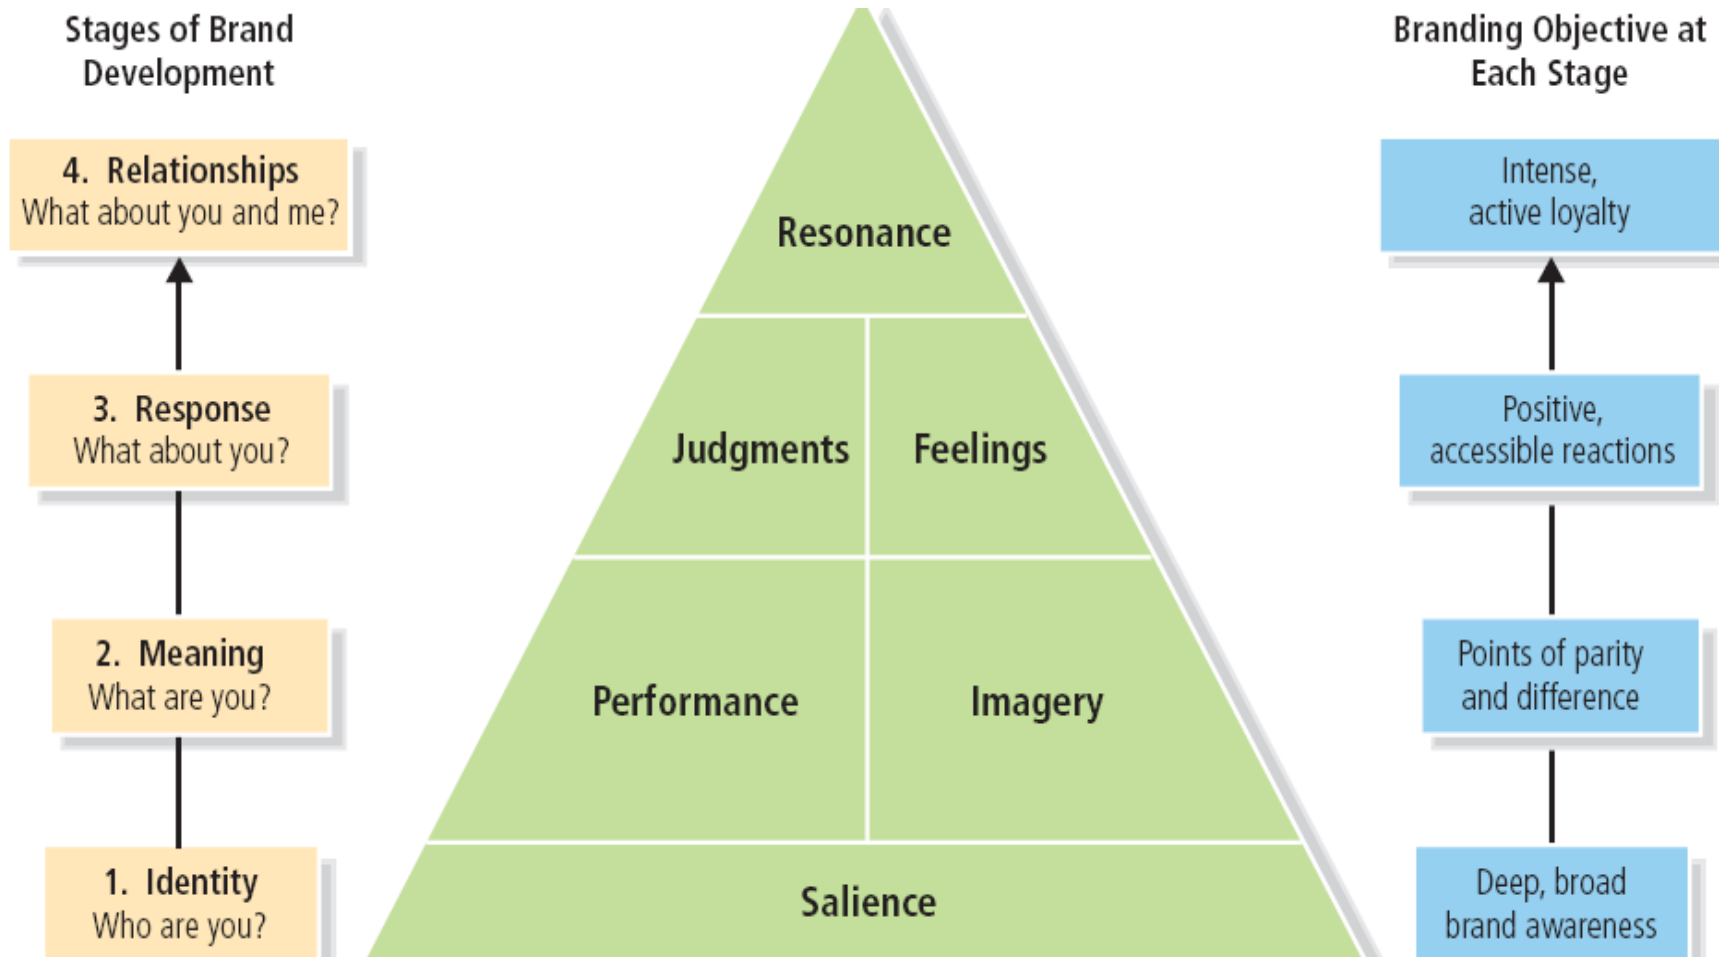 Stages of Brand
Development
4. Relationships
What about you and me?
3. Response
What about you?
2. Meaning
What are you?
1. Identity
Who are you?
Resonance
Judgments
Feelings
Performance
Imagery
Salience
Branding Objective at
Each Stage
Intense,
active loyalty
Positive,
accessible reactions
Points of parity
and difference
Deep, broad
brand awareness